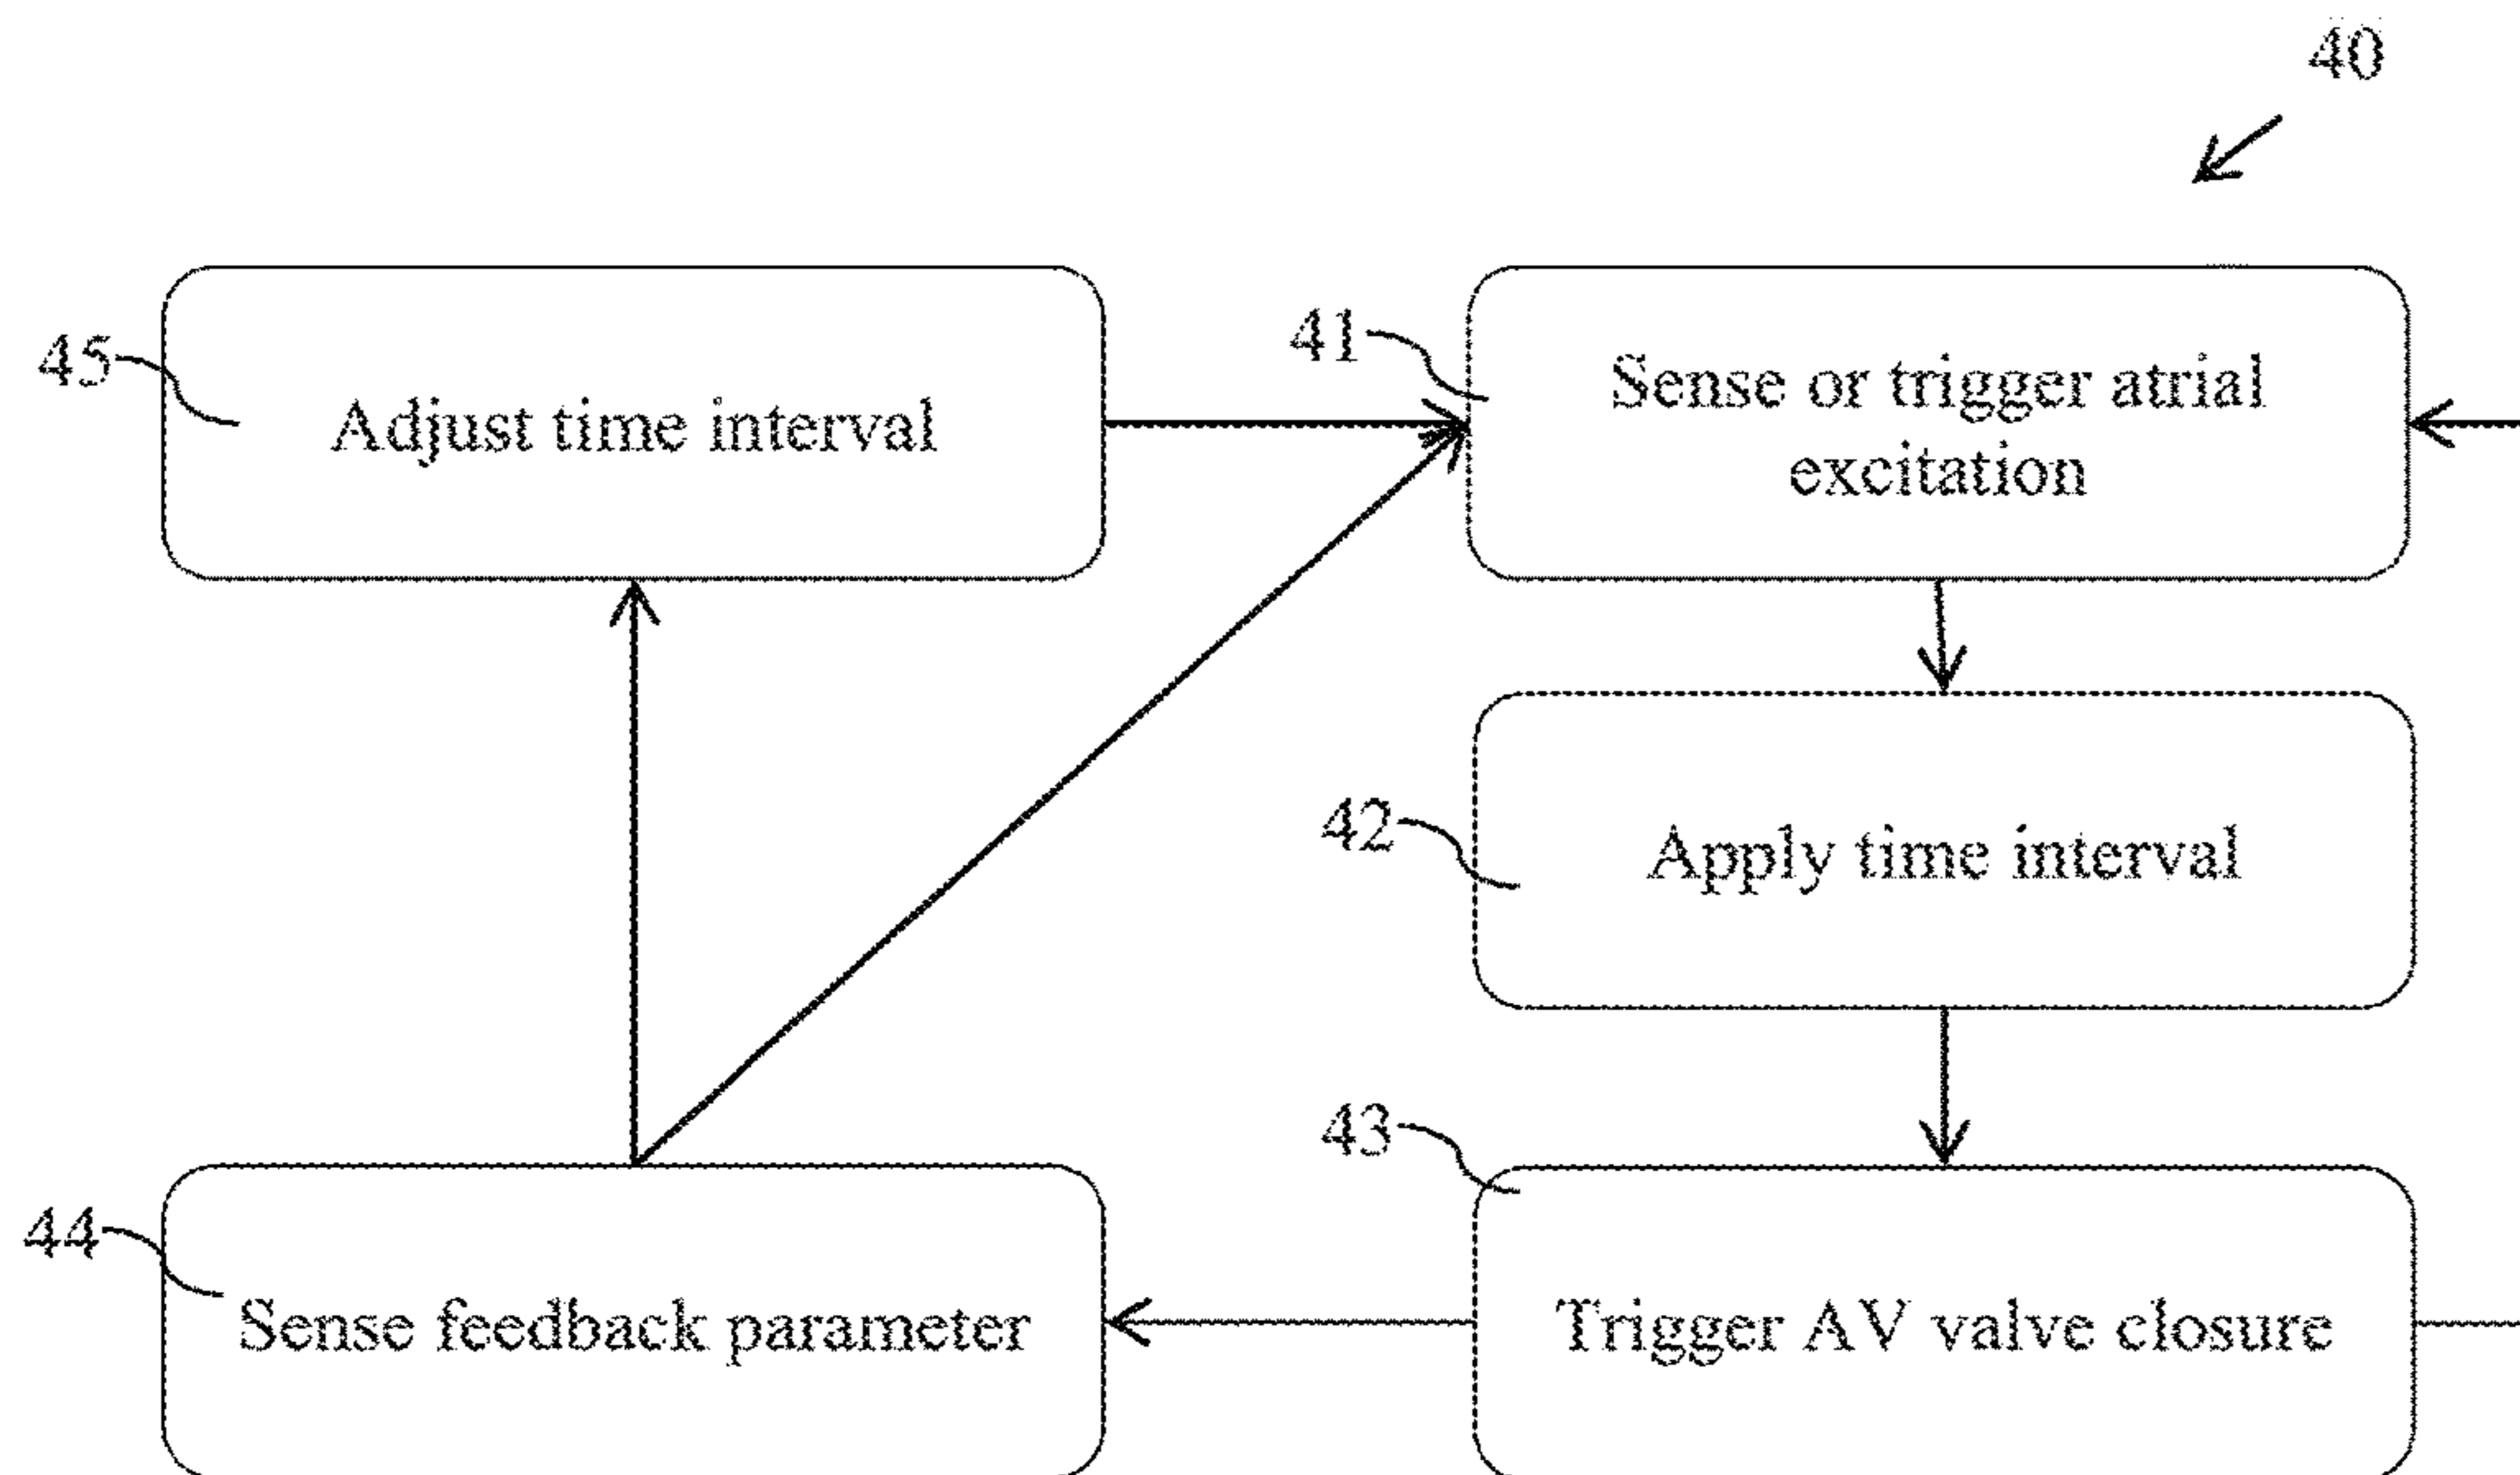 40
45
Adjust time interval
41
Sense or trigger atrial
excitation
42
Apply time interval
43
Trigger AV valve closure
44
Sense feedback parameter